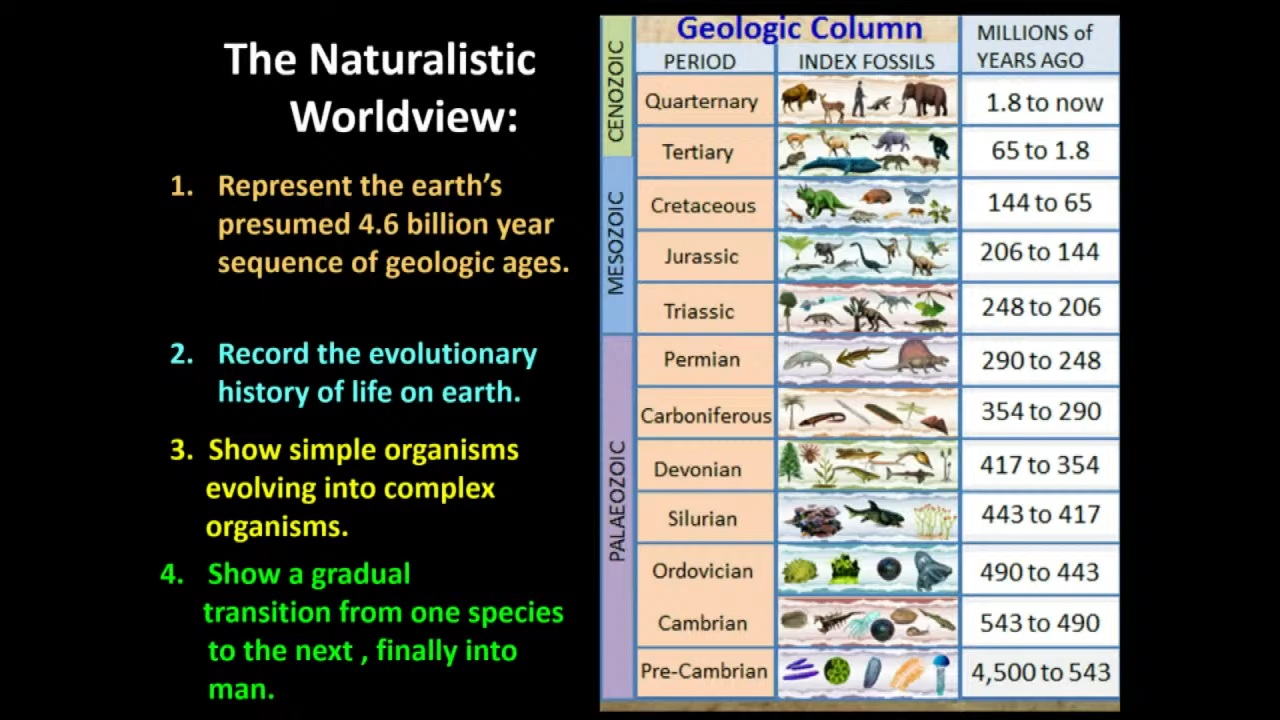 The Naturalistic
Worldview:
1. Represent the earth's
presumed 4.6 billion year
sequence of geologic ages.
2. Record the evolutionary
history of life on earth.
3. Show simple organisms
evolving into complex
organisms.
4. Show a gradual
transition from one species
to the next , finally into
man.
Geologic Column
PERIOD INDEX FOSSILS MILLIONS of
YEARS AGO
CENOZOIC
Quarternary 1.8 to now
Tertiary 65 to 1.8
MESOZOIC
Cretaceous 144 to 65
Jurassic 206 to 144
Triassic 248 to 206
PALAEOZOIC
Permian 290 to 248
Carboniferous 354 to 290
Devonian 417 to 354
Silurian 443 to 417
Ordovician 490 to 443
Cambrian 543 to 490
Pre-Cambrian 4,500 to 543